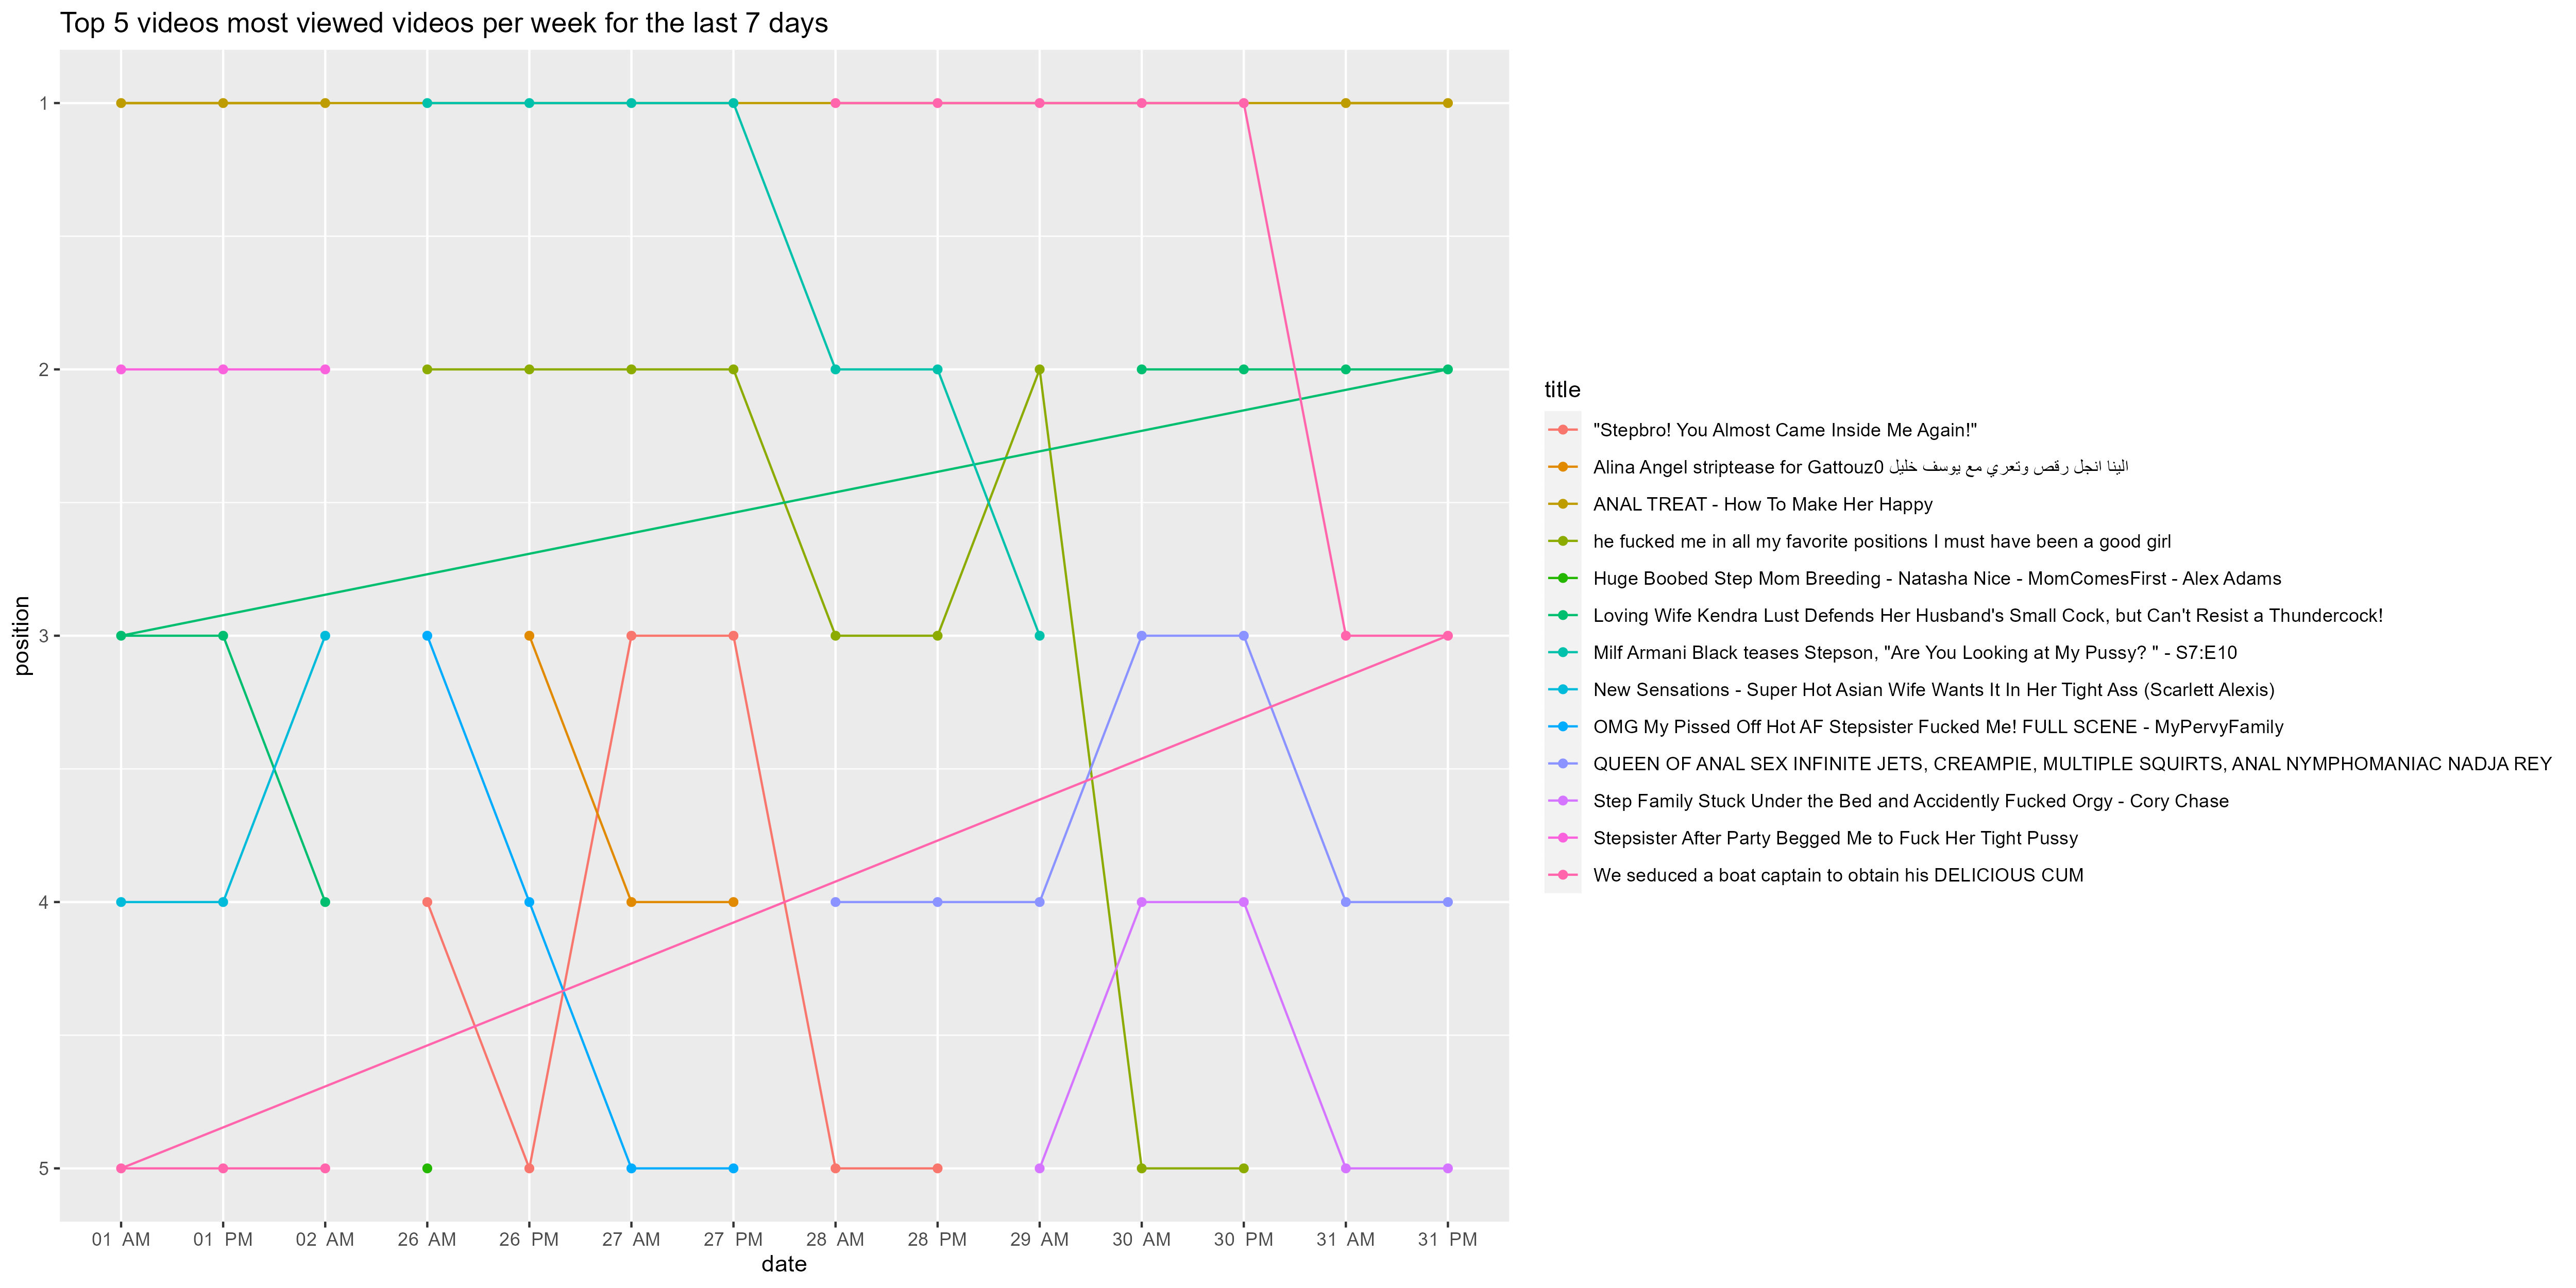 Top 5 videos most viewed videos per week for the last 7 days
position
1
2
3
4
5
01 AM
01 PM
02 AM
26 AM
26 PM
27 AM
27 PM
28 AM
28 PM
29 AM
30 AM
30 PM
31 AM
31 PM
date
title
"Stepbro! You Almost Came Inside Me Again!"
Alina Angel striptease for Gattouz0 الينا انجل رقص وتعري مع يوسف خليل
ANAL TREAT - How To Make Her Happy
he fucked me in all my favorite positions I must have been a good girl
Huge Boobed Step Mom Breeding - Natasha Nice - MomComesFirst - Alex Adams
Loving Wife Kendra Lust Defends Her Husband's Small Cock, but Can't Resist a Thundercock!
Milf Armani Black teases Stepson, "Are You Looking at My Pussy? " - S7:E10
New Sensations - Super Hot Asian Wife Wants It In Her Tight Ass (Scarlett Alexis)
OMG My Pissed Off Hot AF Stepsister Fucked Me! FULL SCENE - MyPervyFamily
QUEEN OF ANAL SEX INFINITE JETS, CREAMPIE, MULTIPLE SQUIRTS, ANAL NYMPHOMANIAC NADJA REY
Step Family Stuck Under the Bed and Accidently Fucked Orgy - Cory Chase
Stepsister After Party Begged Me to Fuck Her Tight Pussy
We seduced a boat captain to obtain his DELICIOUS CUM